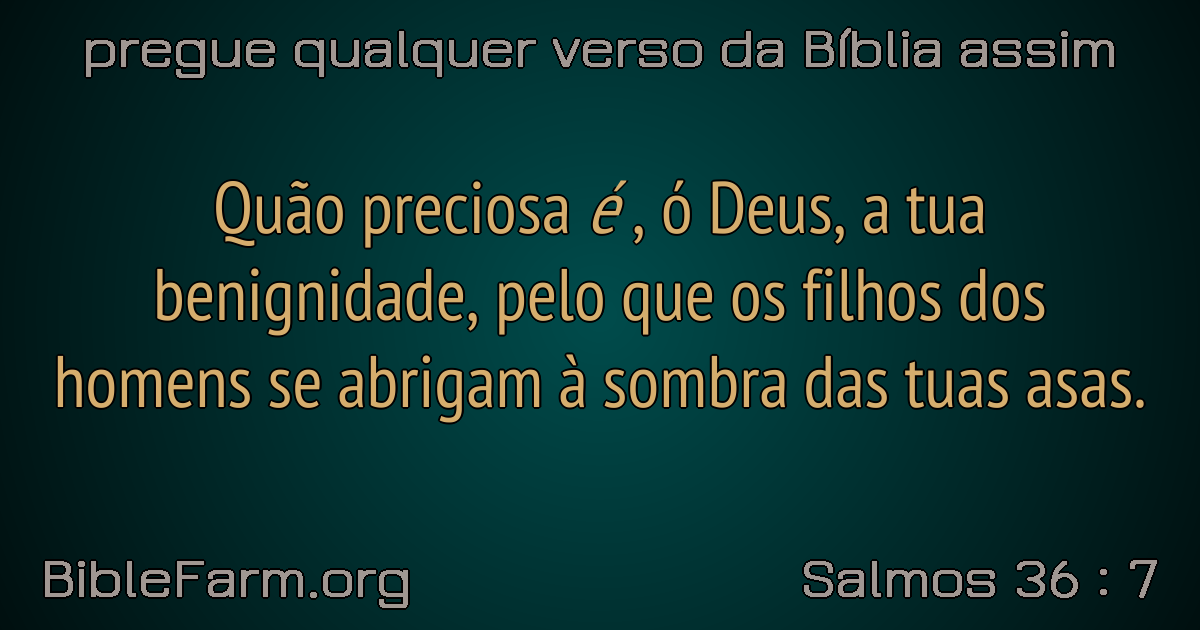 pregue qualquer verso da Bíblia assim
Quão preciosa é , ó Deus, a tua
benignidade, pelo que os filhos dos
homens se abrigam à sombra das tuas asas.
BibleFarm.org
Salmos 36 : 7